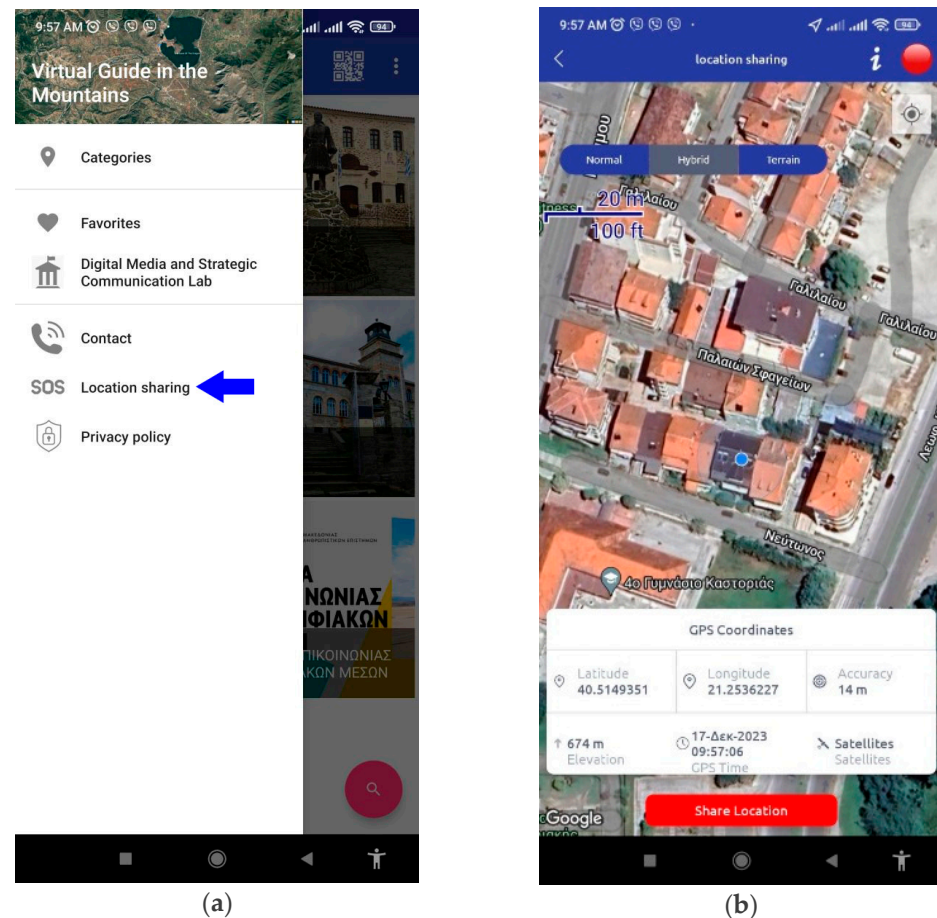 9:57 AM
94
Virtual Guide in the
Mountains
Categories
Favorites
Digital Media and Strategic
Communication Lab
Contact
SOS Location sharing
Privacy policy
ΝΩΝΙΑΣ
ΦΙΑΚΩΝ
ΠΙΚΟΙΝΩΝΙΑΣ
ΑΚΩΝ ΜΕΣΩΝ
(a)
9:57 AM
94
location sharing
i
Normal Hybrid Terrain
Γαλιλαίου
20 m
100 ft
Γαλιλαίου
Γαλιλαίου
Παλαιών Σφαγείων
Νεύτωνος
4ο Γυμνάσιο Καστοριάς
GPS Coordinates
Latitude
40.5149351
Longitude
21.2536227
Accuracy
14 m
674 m
Elevation
17-Δεκ-2023
09:57:06
GPS Time
Satellites
Satellites
Share Location
Google
(b)